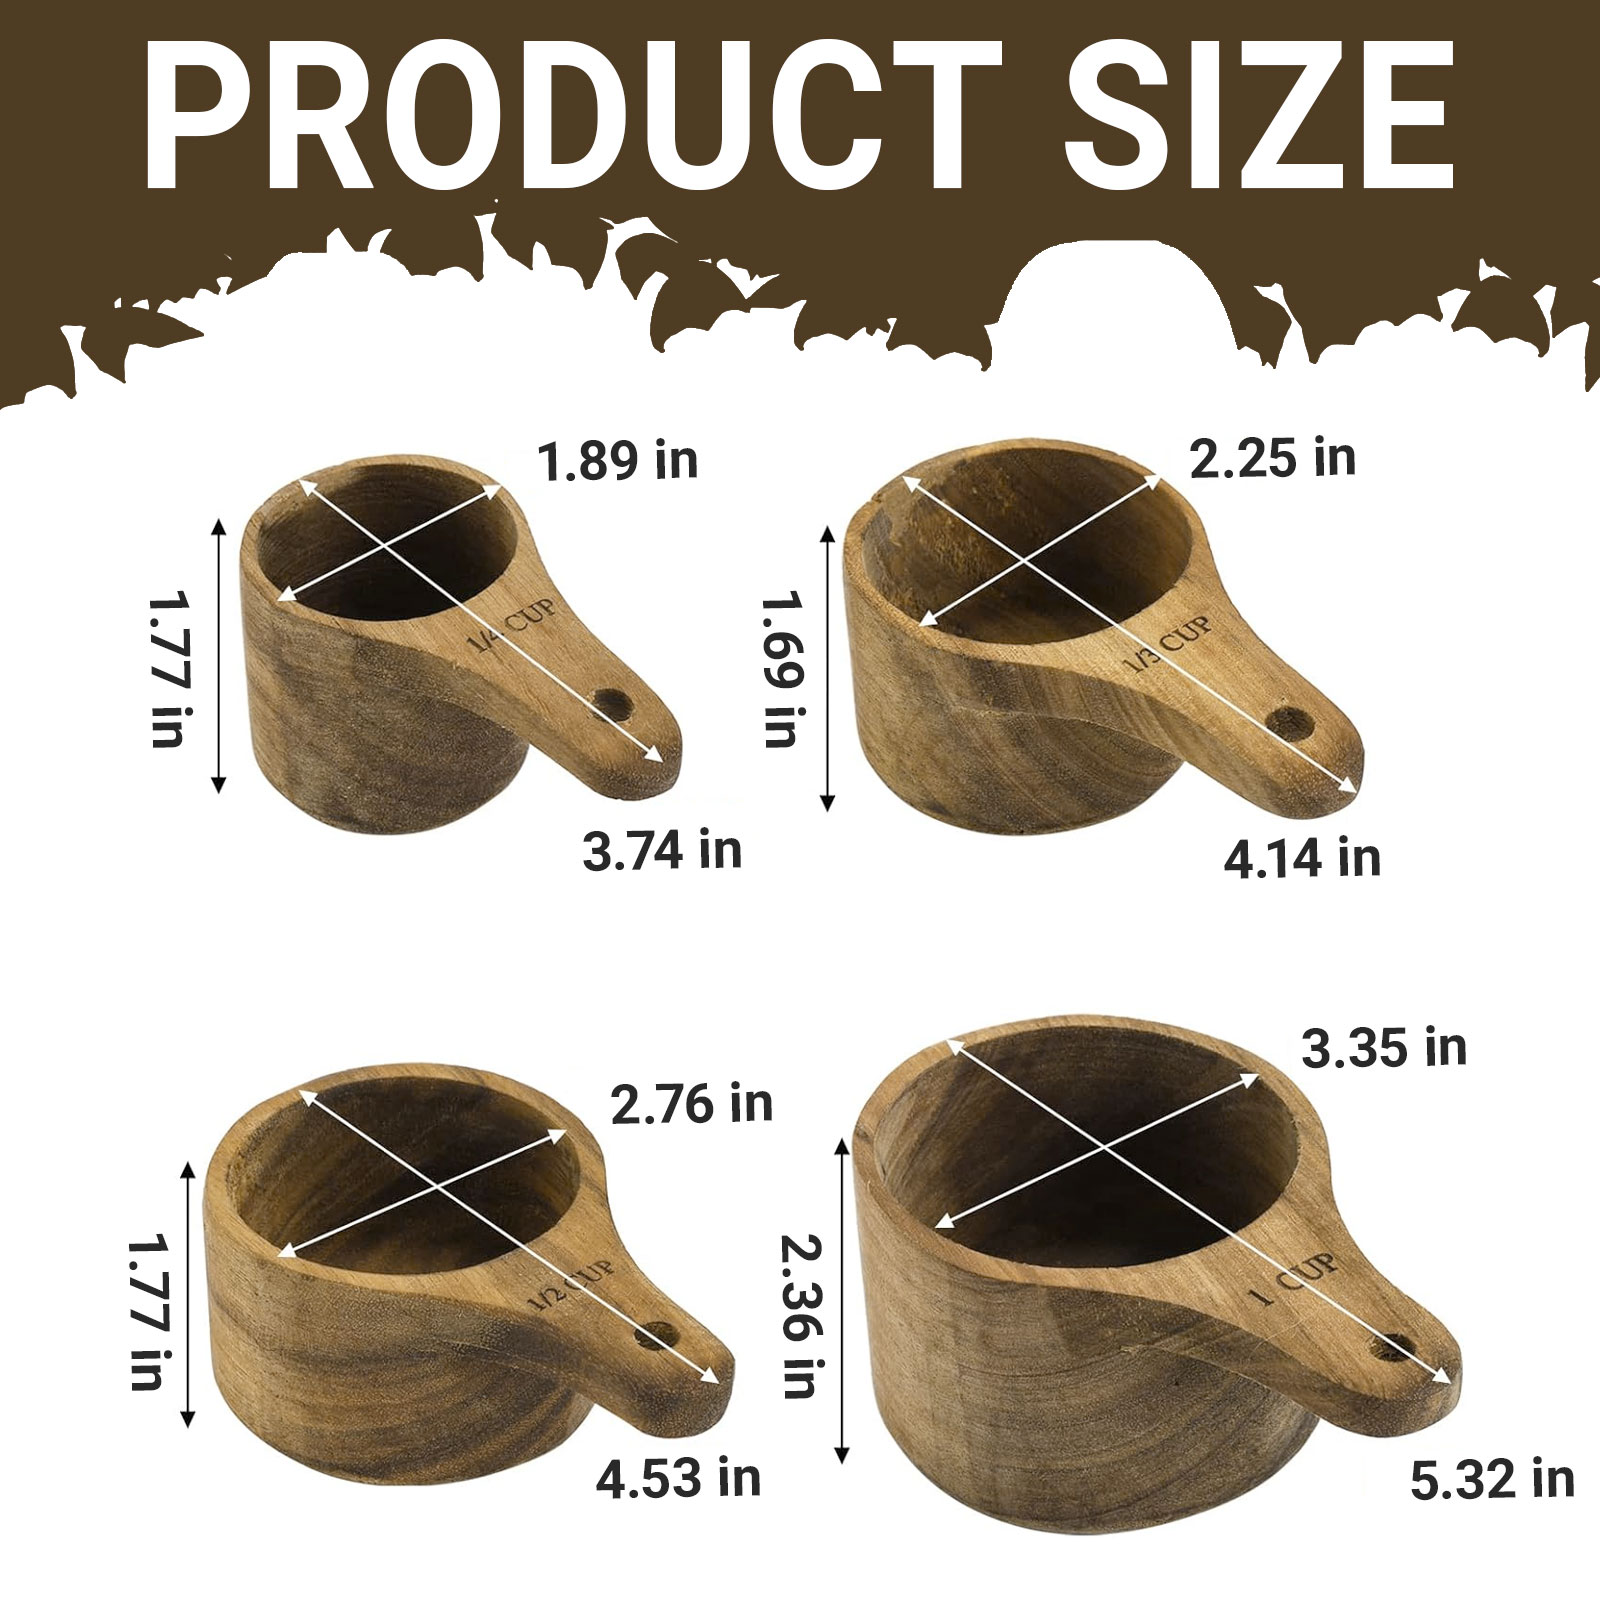 PRODUCT SIZE
1.89 in
1.77 in
1/4 CUP
3.74 in
2.25 in
1.69 in
1/3 CUP
4.14 in
2.76 in
1.77 in
1/2 CUP
4.53 in
3.35 in
2.36 in
1 CUP
5.32 in